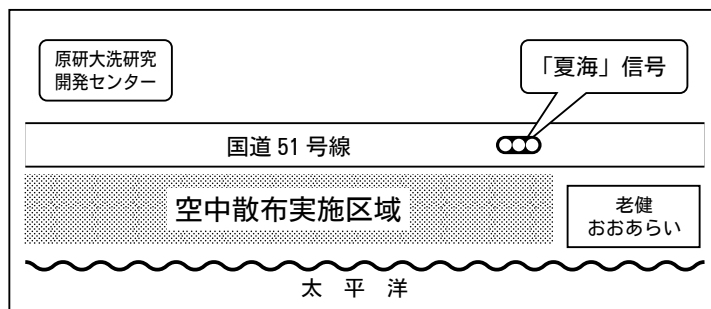 原研大洗研究
開発センター
「夏海」信号
国道51号線
空中散布実施区域
老健
おおあらい
太 平 洋